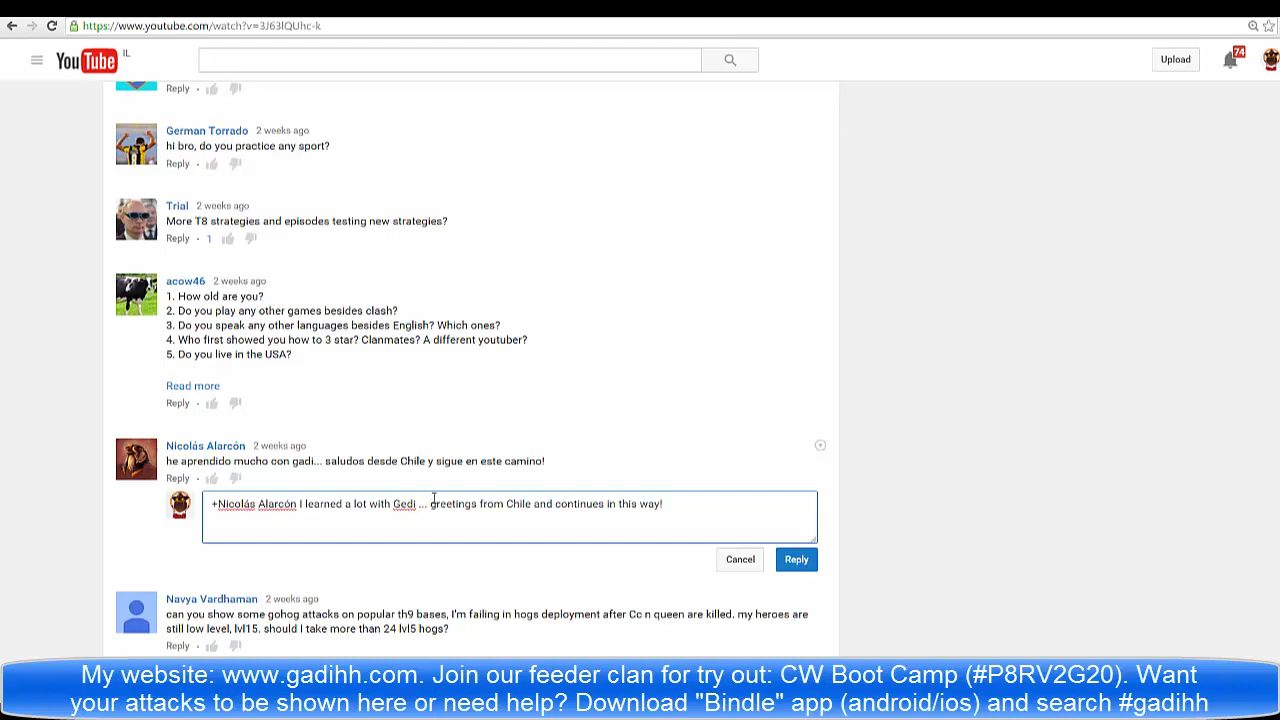 https://www.youtube.com/watch?v=3J63lQUhc-k
YouTube IL
Upload
74
Reply
German Torrado 2 weeks ago
hi bro, do you practice any sport?
Reply
Trial 2 weeks ago
More T8 strategies and episodes testing new strategies?
Reply · 1
acow46 2 weeks ago
1. How old are you?
2. Do you play any other games besides clash?
3. Do you speak any other languages besides English? Which ones?
4. Who first showed you how to 3 star? Clanmates? A different youtuber?
5. Do you live in the USA?
Read more
Reply
Nicolás Alarcón 2 weeks ago
he aprendido mucho con gadi... saludos desde Chile y sigue en este camino!
Reply
+Nicolás Alarcón I learned a lot with Gedi ... greetings from Chile and continues in this way!
Cancel Reply
Navya Vardhaman 2 weeks ago
can you show some gohog attacks on popular th9 bases, I'm failing in hogs deployment after Cc n queen are killed. my heroes are
still low level, lvl15. should I take more than 24 lvl5 hogs?
Reply
My website: www.gadihh.com. Join our feeder clan for try out: CW Boot Camp (#P8RV2G20). Want
your attacks to be shown here or need help? Download "Bindle" app (android/ios) and search #gadihh